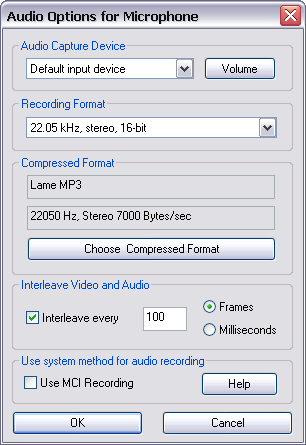 Audio Options for Microphone
Audio Capture Device
Default input device
Volume
Recording Format
22.05 kHz, stereo, 16-bit
Compressed Format
Lame MP3
22050 Hz, Stereo 7000 Bytes/sec
Choose Compressed Format
Interleave Video and Audio
Interleave every
100
Frames
Milliseconds
Use system method for audio recording
Use MCI Recording
Help
OK
Cancel